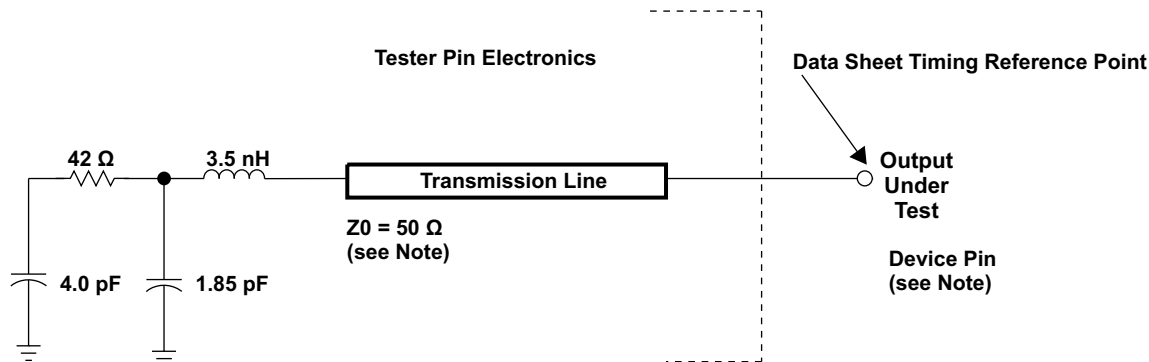 Tester Pin Electronics
Data Sheet Timing Reference Point
42 Ω
3.5 nH
Transmission Line
Output
Under
Test
Z0 = 50 Ω
(see Note)
Device Pin
(see Note)
4.0 pF
1.85 pF